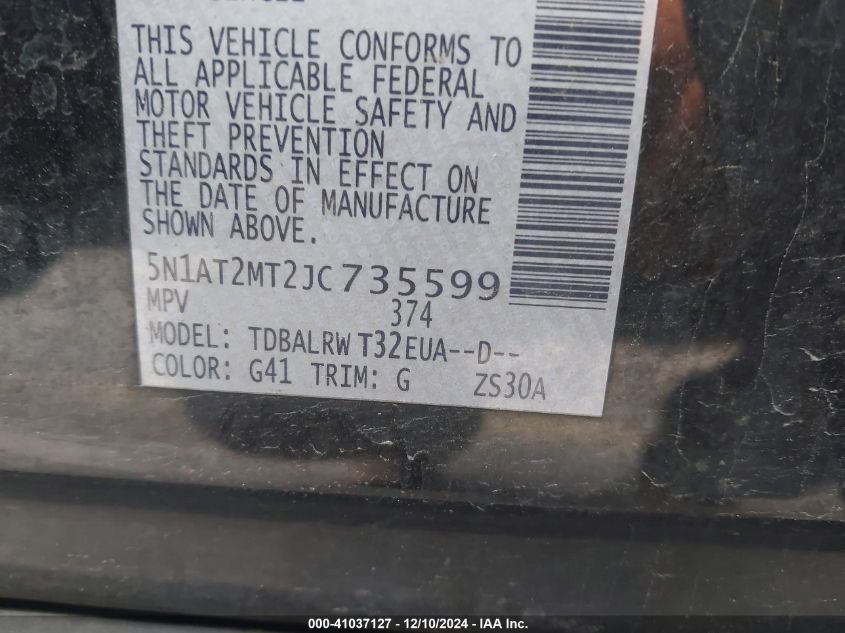 THIS VEHICLE CONFORMS TO
ALL APPLICABLE FEDERAL
MOTOR VEHICLE SAFETY AND
THEFT PREVENTION
STANDARDS IN EFFECT ON
THE DATE OF MANUFACTURE
SHOWN ABOVE.
5N1AT2MT2JC735599
MPV 374
MODEL: TDBALRW T32EUA--D--
COLOR: G41 TRIM: G ZS30A
000-41037127 - 12/10/2024 - IAA Inc.